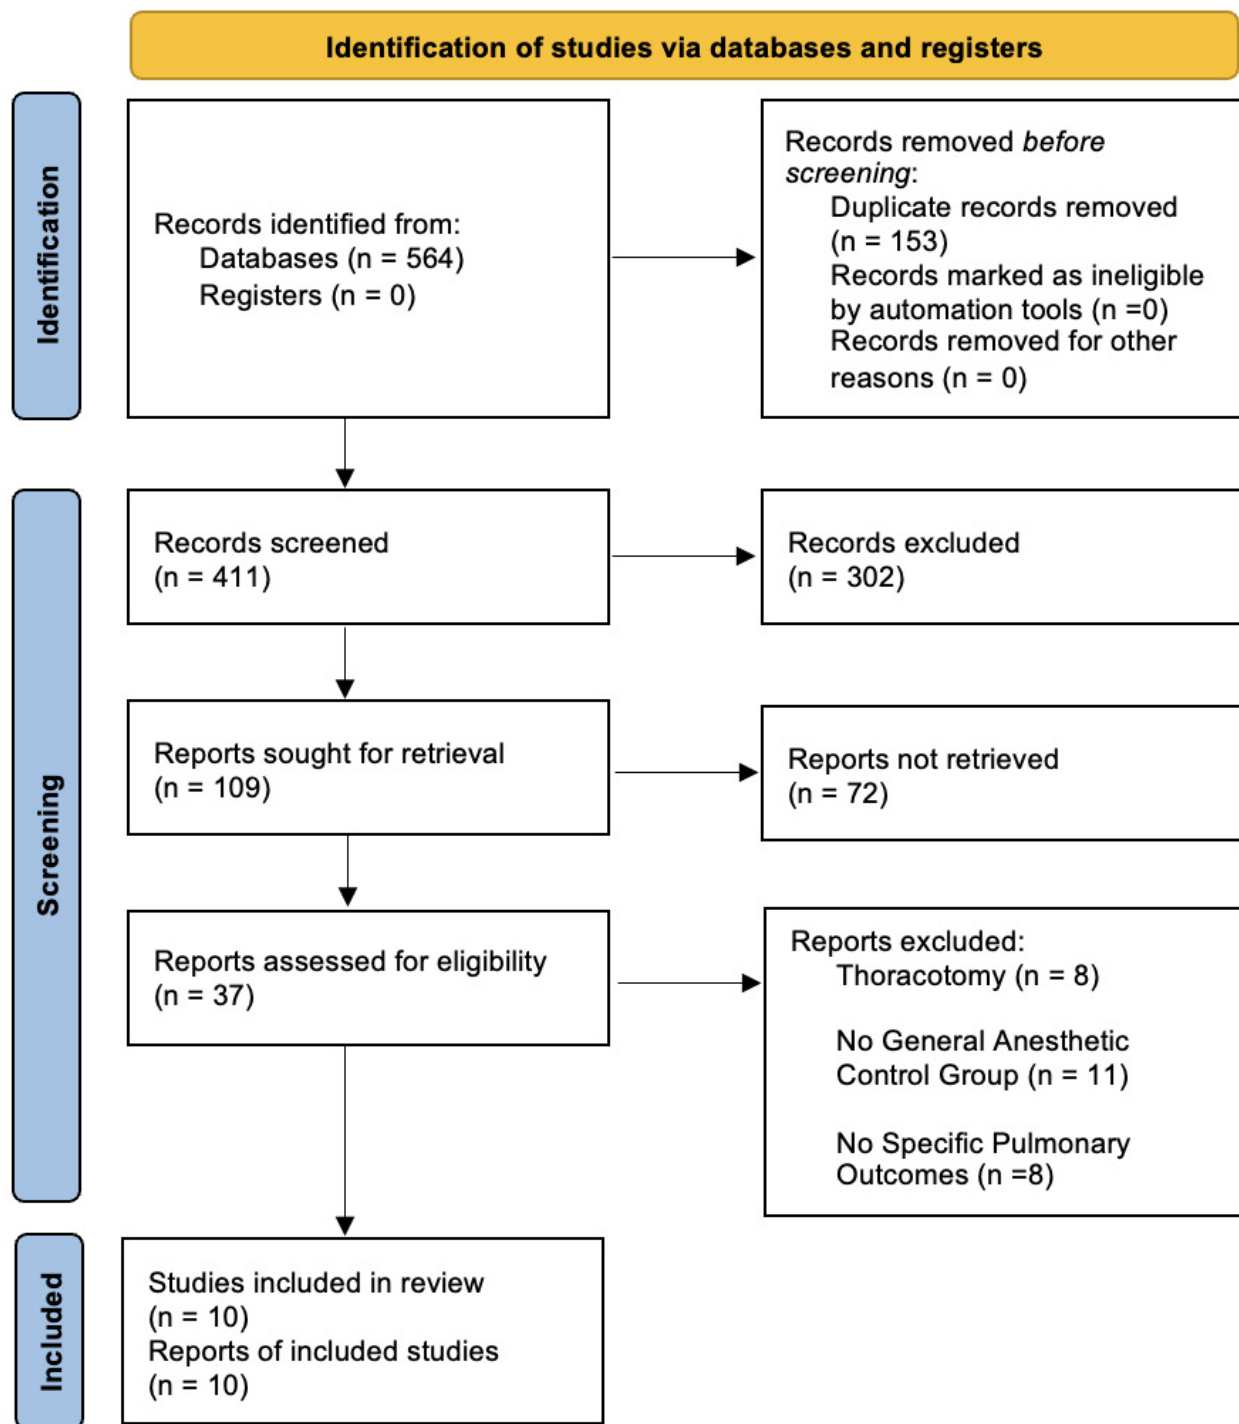 Identification of studies via databases and registers
Identification
Records identified from:
Databases (n = 564)
Registers (n = 0)
Records removed before
screening:
Duplicate records removed
(n = 153)
Records marked as ineligible
by automation tools (n =0)
Records removed for other
reasons (n = 0)
Screening
Records screened
(n = 411)
Records excluded
(n = 302)
Reports sought for retrieval
(n = 109)
Reports not retrieved
(n = 72)
Reports assessed for eligibility
(n = 37)
Reports excluded:
Thoracotomy (n = 8)
No General Anesthetic
Control Group (n = 11)
No Specific Pulmonary
Outcomes (n =8)
Included
Studies included in review
(n = 10)
Reports of included studies
(n = 10)